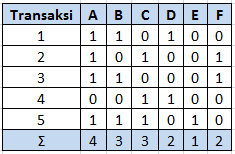 Transaksi A B C D E F
1 1 1 0 1 0 0
2 1 0 1 0 0 1
3 1 1 0 0 0 1
4 0 0 1 1 0 0
5 1 1 1 0 1 0
Σ 4 3 3 2 1 2